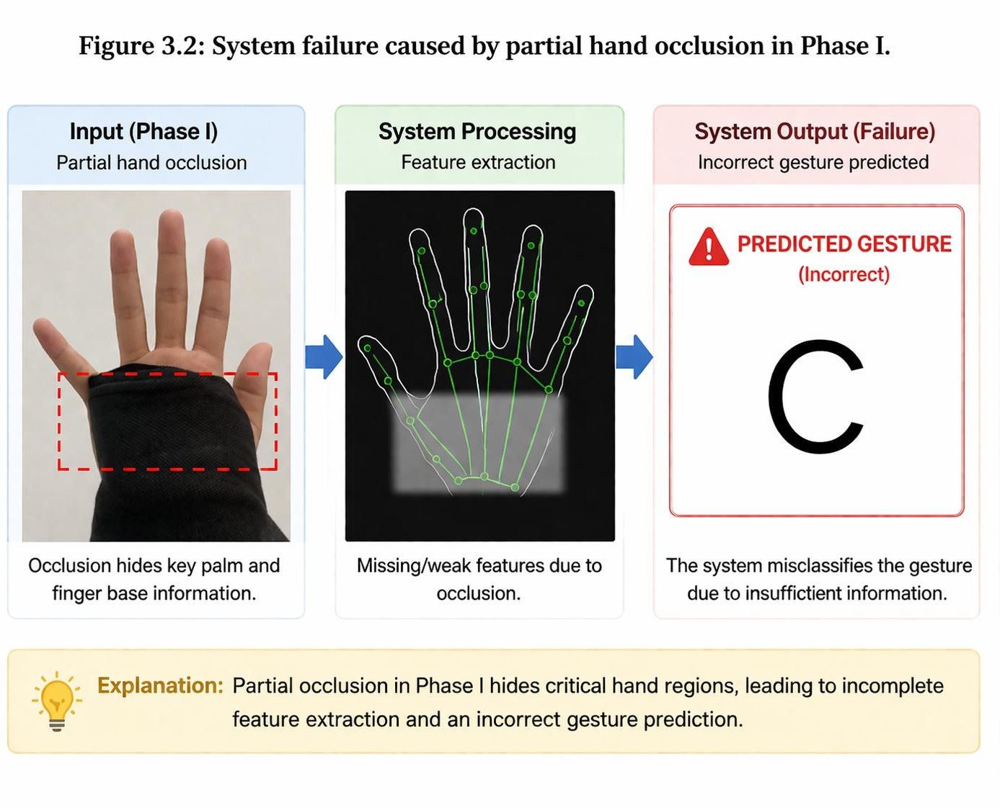 Figure 3.2: System failure caused by partial hand occlusion in Phase I.
Input (Phase I)
Partial hand occlusion
Occlusion hides key palm and
finger base information.
System Processing
Feature extraction
Missing/weak features due to
occlusion.
System Output (Failure)
Incorrect gesture predicted
PREDICTED GESTURE
(Incorrect)
C
The system misclassifies the gesture
due to insuffictient information.
Explanation: Partial occlusion in Phase I hides critical hand regions, leading to incomplete
feature extraction and an incorrect gesture prediction.